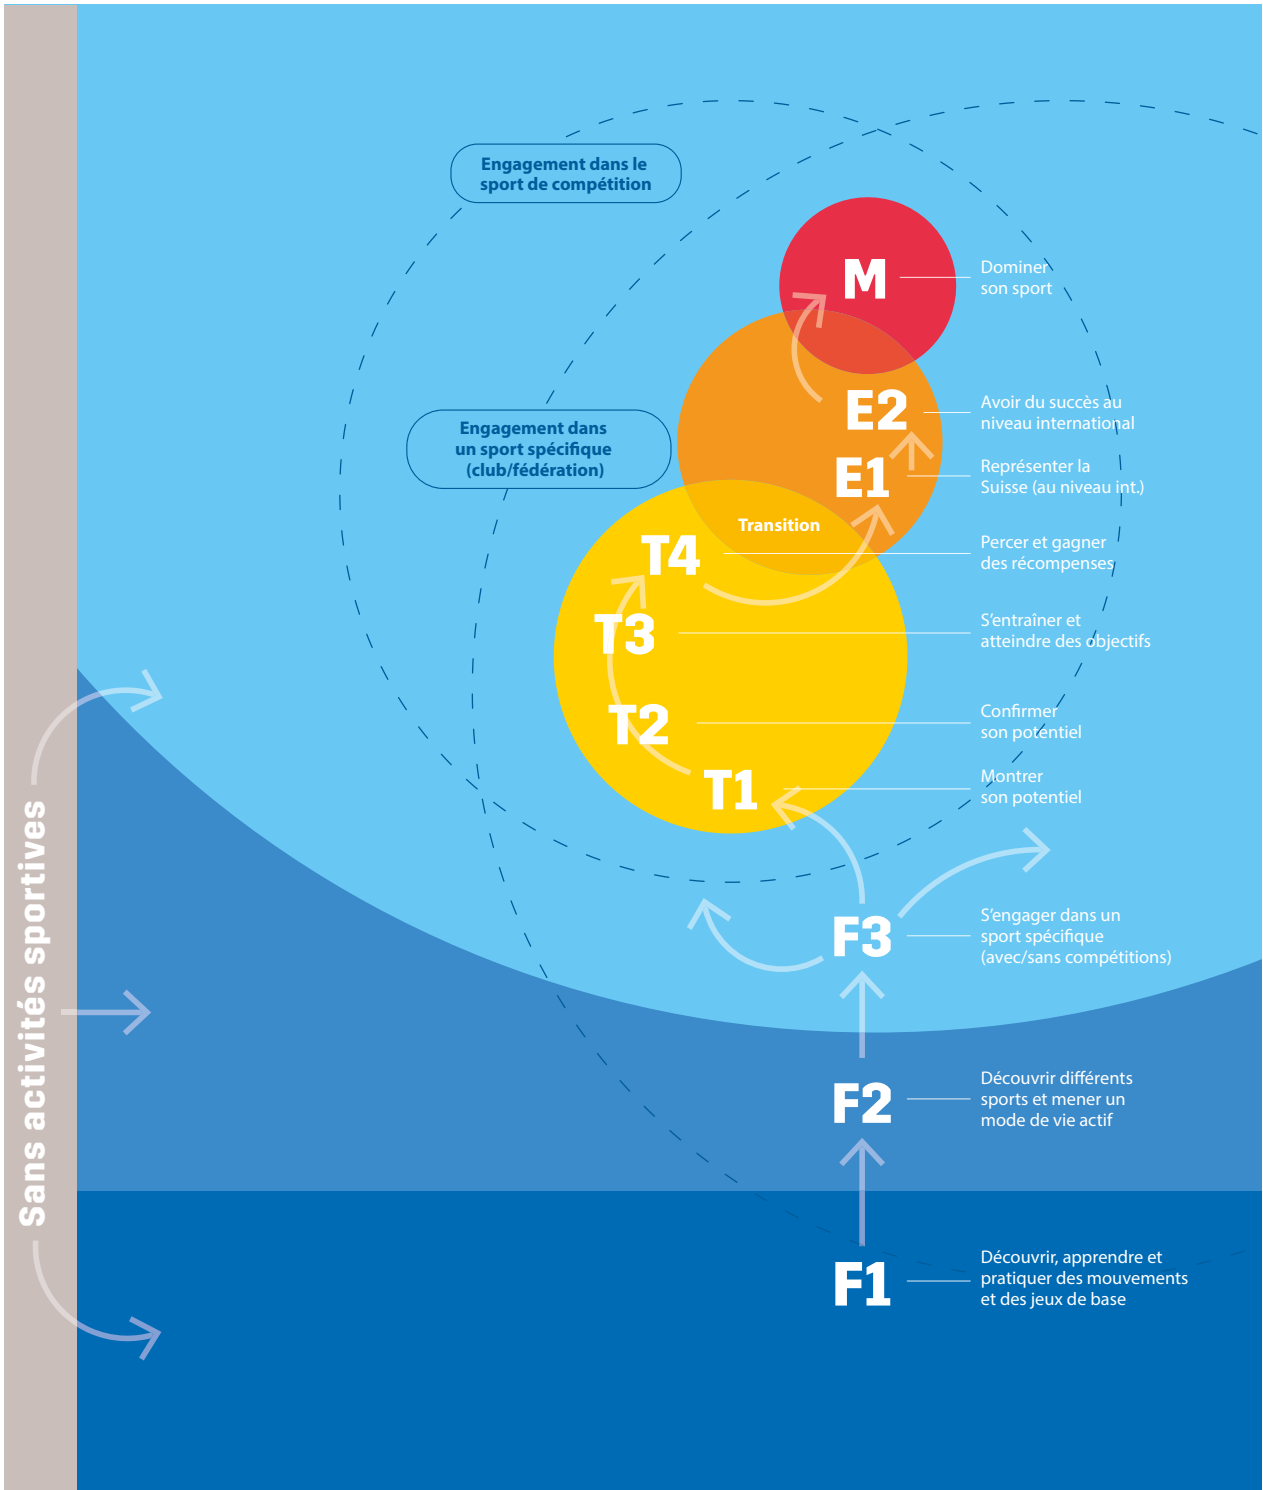 Engagement dans le
sport de compétition
M
Dominer
son sport
Engagement dans
un sport spécifique
(club/fédération)
E2
Avoir du succès au
niveau international
E1
Représenter la
Suisse (au niveau int.)
Transition
T4
Percer et gagner
des récompenses
T3
S’entraîner et
atteindre des objectifs
T2
Confirmer
son potentiel
T1
Montrer
son potentiel
Sans activités sportives
F3
S’engager dans un
sport spécifique
(avec/sans compétitions)
F2
Découvrir différents
sports et mener un
mode de vie actif
F1
Découvrir, apprendre et
pratiquer des mouvements
et des jeux de base